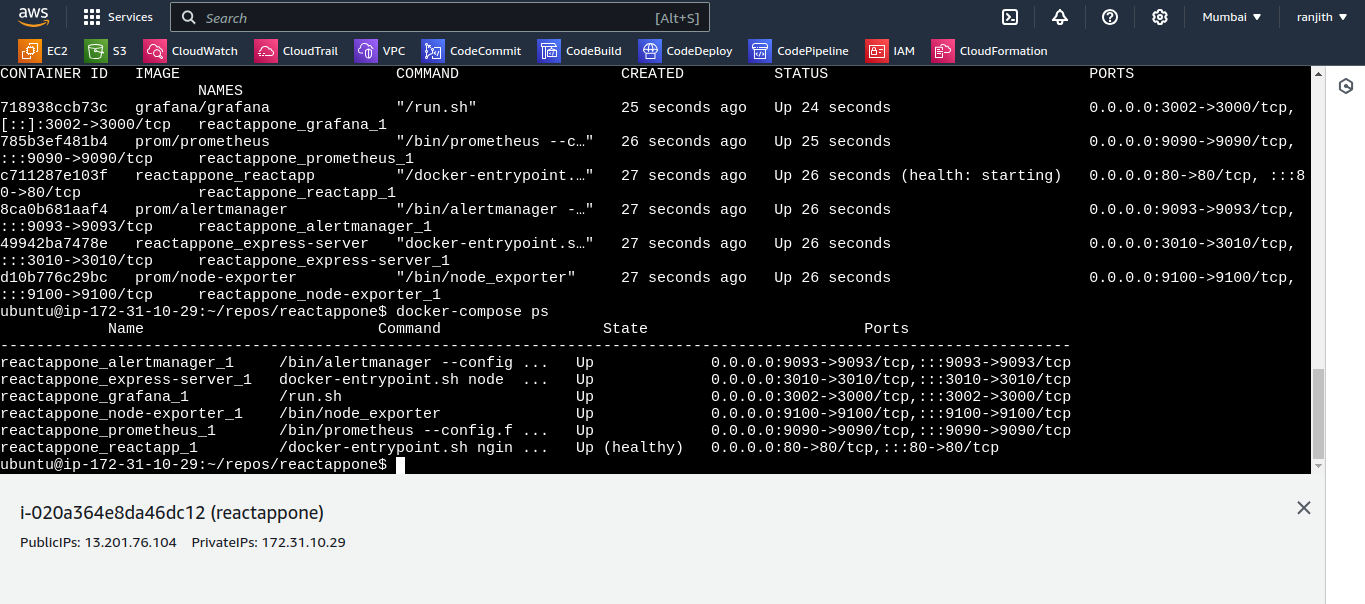 aws Services Search [Alt+S] Mumbai ▼ ranjith ▼
EC2 S3 CloudWatch CloudTrail VPC CodeCommit CodeBuild CodeDeploy CodePipeline IAM CloudFormation
CONTAINER ID   IMAGE                        COMMAND                  CREATED          STATUS                             PORTS
                      NAMES
718938ccb73c   grafana/grafana              "/run.sh"                25 seconds ago   Up 24 seconds                      0.0.0.0:3002->3000/tcp,
[::]:3002->3000/tcp   reactappone_grafana_1
785b3ef481b4   prom/prometheus              "/bin/prometheus --c…"   26 seconds ago   Up 25 seconds                      0.0.0.0:9090->9090/tcp,
:::9090->9090/tcp     reactappone_prometheus_1
c711287e103f   reactappone_reactapp         "/docker-entrypoint.…"   27 seconds ago   Up 26 seconds (health: starting)   0.0.0.0:80->80/tcp, :::8
0->80/tcp             reactappone_reactapp_1
8ca0b681aaf4   prom/alertmanager            "/bin/alertmanager -…"   27 seconds ago   Up 26 seconds                      0.0.0.0:9093->9093/tcp,
:::9093->9093/tcp     reactappone_alertmanager_1
49942ba7478e   reactappone_express-server   "docker-entrypoint.s…"   27 seconds ago   Up 26 seconds                      0.0.0.0:3010->3010/tcp,
:::3010->3010/tcp     reactappone_express-server_1
d10b776c29bc   prom/node-exporter           "/bin/node_exporter"     27 seconds ago   Up 26 seconds                      0.0.0.0:9100->9100/tcp,
:::9100->9100/tcp     reactappone_node-exporter_1
ubuntu@ip-172-31-10-29:~/repos/reactappone$ docker-compose ps
            Name                          Command                  State                        Ports
-----------------------------------------------------------------------------------------------------------------------
reactappone_alertmanager_1     /bin/alertmanager --config ...   Up             0.0.0.0:9093->9093/tcp,:::9093->9093/tcp
reactappone_express-server_1   docker-entrypoint.sh node  ...   Up             0.0.0.0:3010->3010/tcp,:::3010->3010/tcp
reactappone_grafana_1          /run.sh                          Up             0.0.0.0:3002->3000/tcp,:::3002->3000/tcp
reactappone_node-exporter_1    /bin/node_exporter               Up             0.0.0.0:9100->9100/tcp,:::9100->9100/tcp
reactappone_prometheus_1       /bin/prometheus --config.f ...   Up             0.0.0.0:9090->9090/tcp,:::9090->9090/tcp
reactappone_reactapp_1         /docker-entrypoint.sh ngin ...   Up (healthy)   0.0.0.0:80->80/tcp,:::80->80/tcp
ubuntu@ip-172-31-10-29:~/repos/reactappone$
i-020a364e8da46dc12 (reactappone)
PublicIPs: 13.201.76.104 PrivateIPs: 172.31.10.29